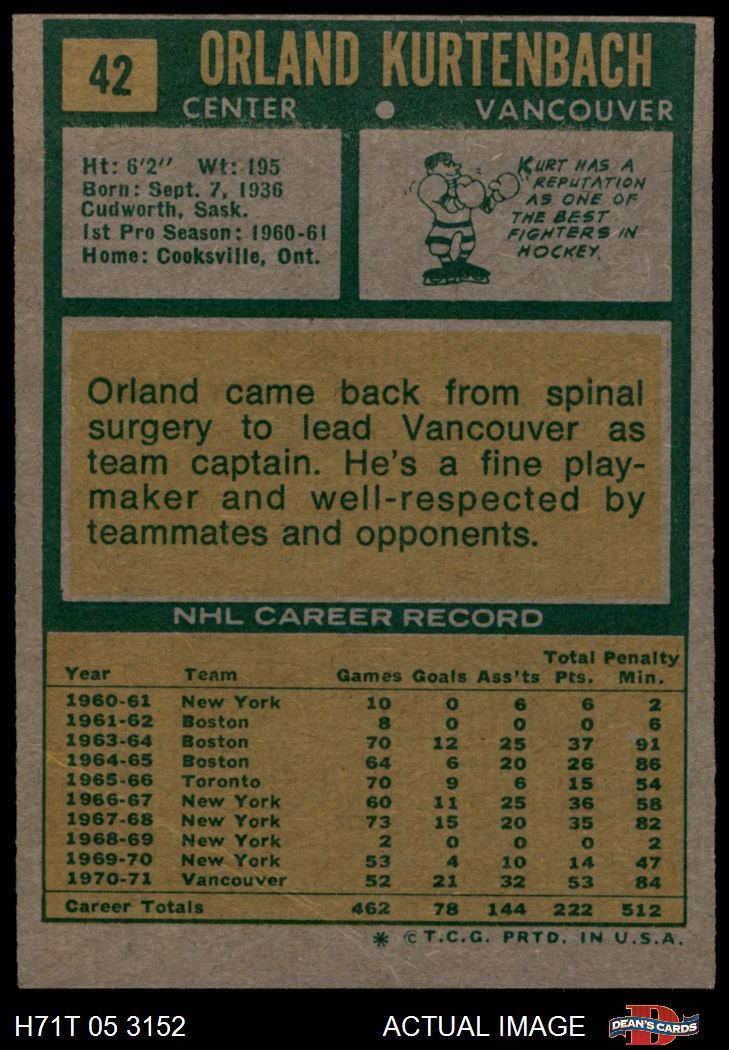 42
ORLAND KURTENBACH
CENTER • VANCOUVER
Ht: 6'2" Wt: 195
Born: Sept. 7, 1936
Cudworth, Sask.
1st Pro Season: 1960-61
Home: Cooksville, Ont.
KURT HAS A
REPUTATION
AS ONE OF
THE BEST
FIGHTERS IN
HOCKEY.
Orland came back from spinal
surgery to lead Vancouver as
team captain. He's a fine play-
maker and well-respected by
teammates and opponents.
NHL CAREER RECORD
Total Penalty
Year Team Games Goals Ass'ts Pts. Min.
1960-61 New York 10 0 6 6 2
1961-62 Boston 8 0 0 0 6
1963-64 Boston 70 12 25 37 91
1964-65 Boston 64 6 20 26 86
1965-66 Toronto 70 9 6 15 54
1966-67 New York 60 11 25 36 58
1967-68 New York 73 15 20 35 82
1968-69 New York 2 0 0 0 2
1969-70 New York 53 4 10 14 47
1970-71 Vancouver 52 21 32 53 84
Career Totals 462 78 144 222 512
* © T.C.G. PRTD. IN U.S.A.
H71T 05 3152 ACTUAL IMAGE D DEAN'S CARDS